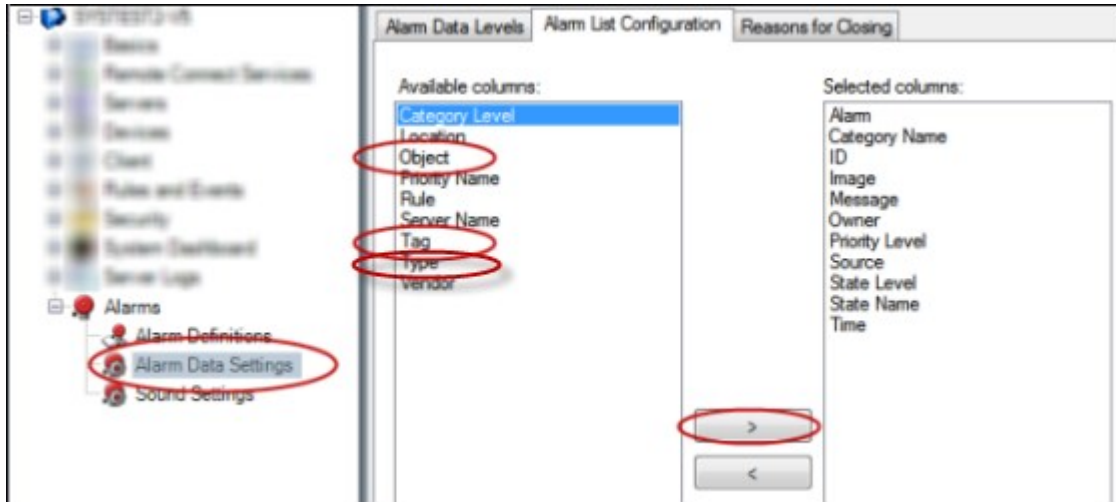 Alarms
Alarm Definitions
Alarm Data Settings
Sound Settings
Alarm Data Levels
Alarm List Configuration
Reasons for Closing
Available columns:
Category Level
Location
Object
Priority Name
Rule
Server Name
Tag
Type
Vendor
>
<
Selected columns:
Alarm
Category Name
ID
Image
Message
Owner
Priority Level
Source
State Level
State Name
Time